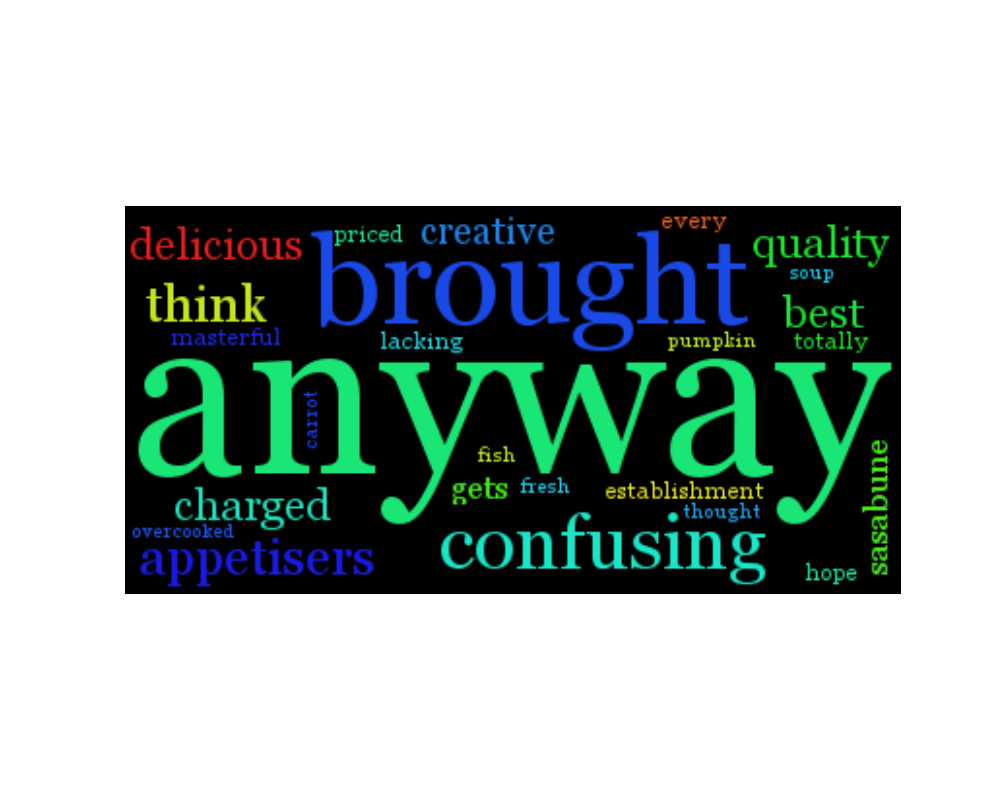 every
creative
priced
delicious
brought
quality
soup
think
best
masterful
lacking
pumpkin
totally
anyway
carrot
fish
gets
fresh
establishment
sasabune
charged
thought
overcooked
confusing
appetisers
hope